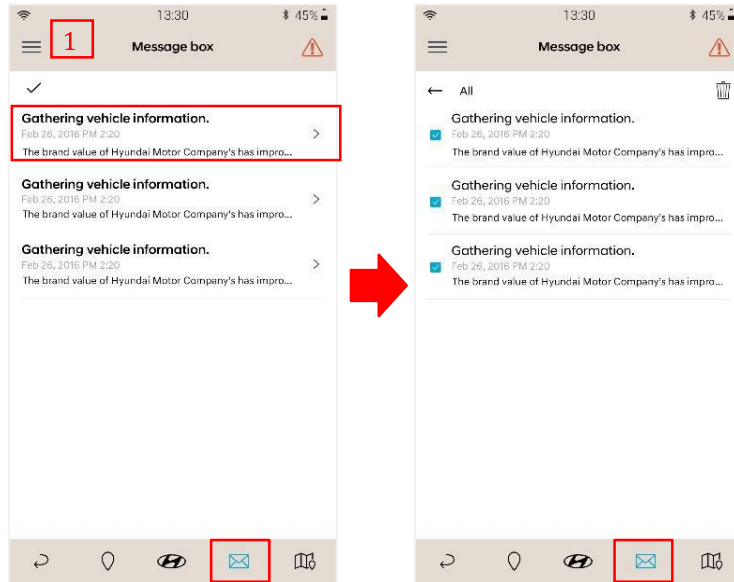 13:30
45%
1
Message box
Gathering vehicle information.
Feb 26, 2016 PM 2:20
The brand value of Hyundai Motor Company's has impro...
Gathering vehicle information.
Feb 26, 2016 PM 2:20
The brand value of Hyundai Motor Company's has impro...
Gathering vehicle information.
Feb 26, 2016 PM 2:20
The brand value of Hyundai Motor Company's has impro...
13:30
45%
Message box
All
Gathering vehicle information.
Feb 26, 2016 PM 2:20
The brand value of Hyundai Motor Company's has impro...
Gathering vehicle information.
Feb 26, 2016 PM 2:20
The brand value of Hyundai Motor Company's has impro...
Gathering vehicle information.
Feb 26, 2016 PM 2:20
The brand value of Hyundai Motor Company's has impro...